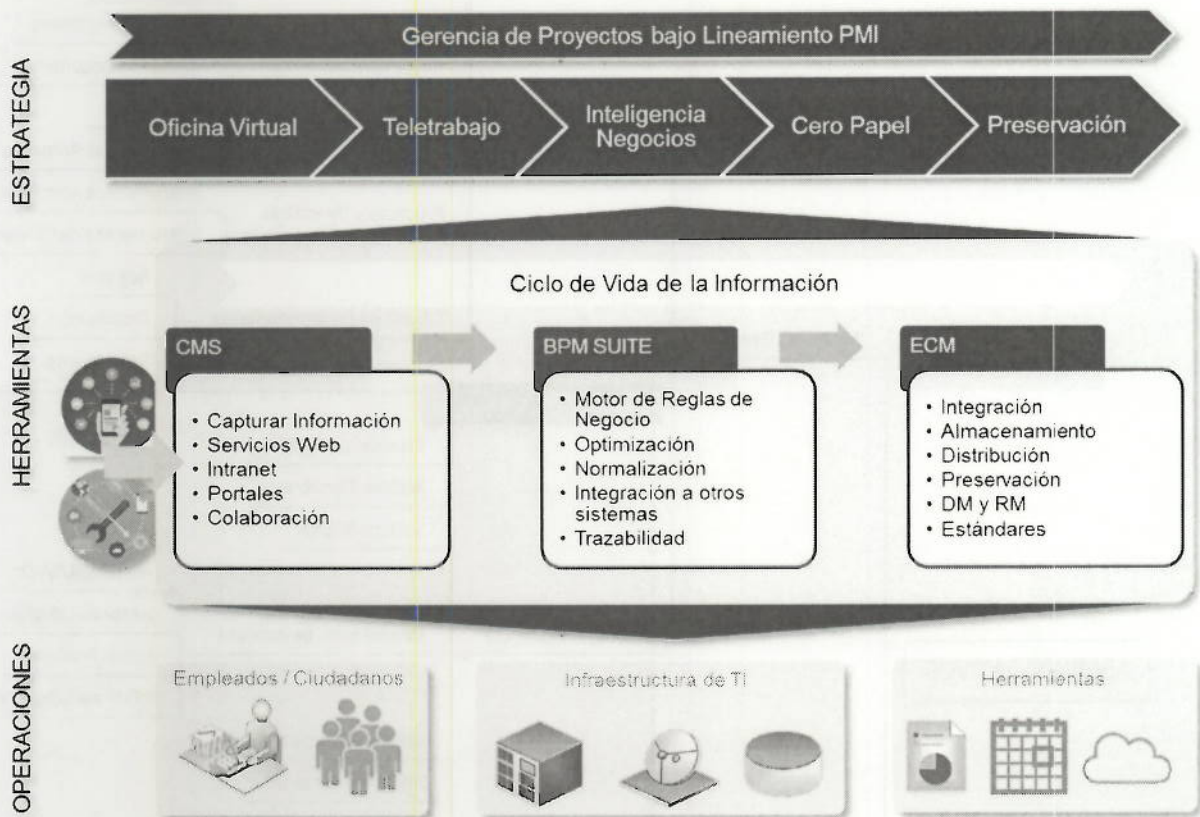 Gerencia de Proyectos bajo Lineamiento PMI
ESTRATEGIA
Oficina Virtual
Teletrabajo
Inteligencia
Negocios
Cero Papel
Preservación
HERRAMIENTAS
Ciclo de Vida de la Información
CMS
• Capturar Información
• Servicios Web
• Intranet
• Portales
• Colaboración
BPM SUITE
• Motor de Reglas de
Negocio
• Optimización
• Normalización
• Integración a otros
sistemas
• Trazabilidad
ECM
• Integración
• Almacenamiento
• Distribución
• Preservación
• DM y RM
• Estándares
OPERACIONES
Empleados / Ciudadanos
Infraestructura de TI
Herramientas